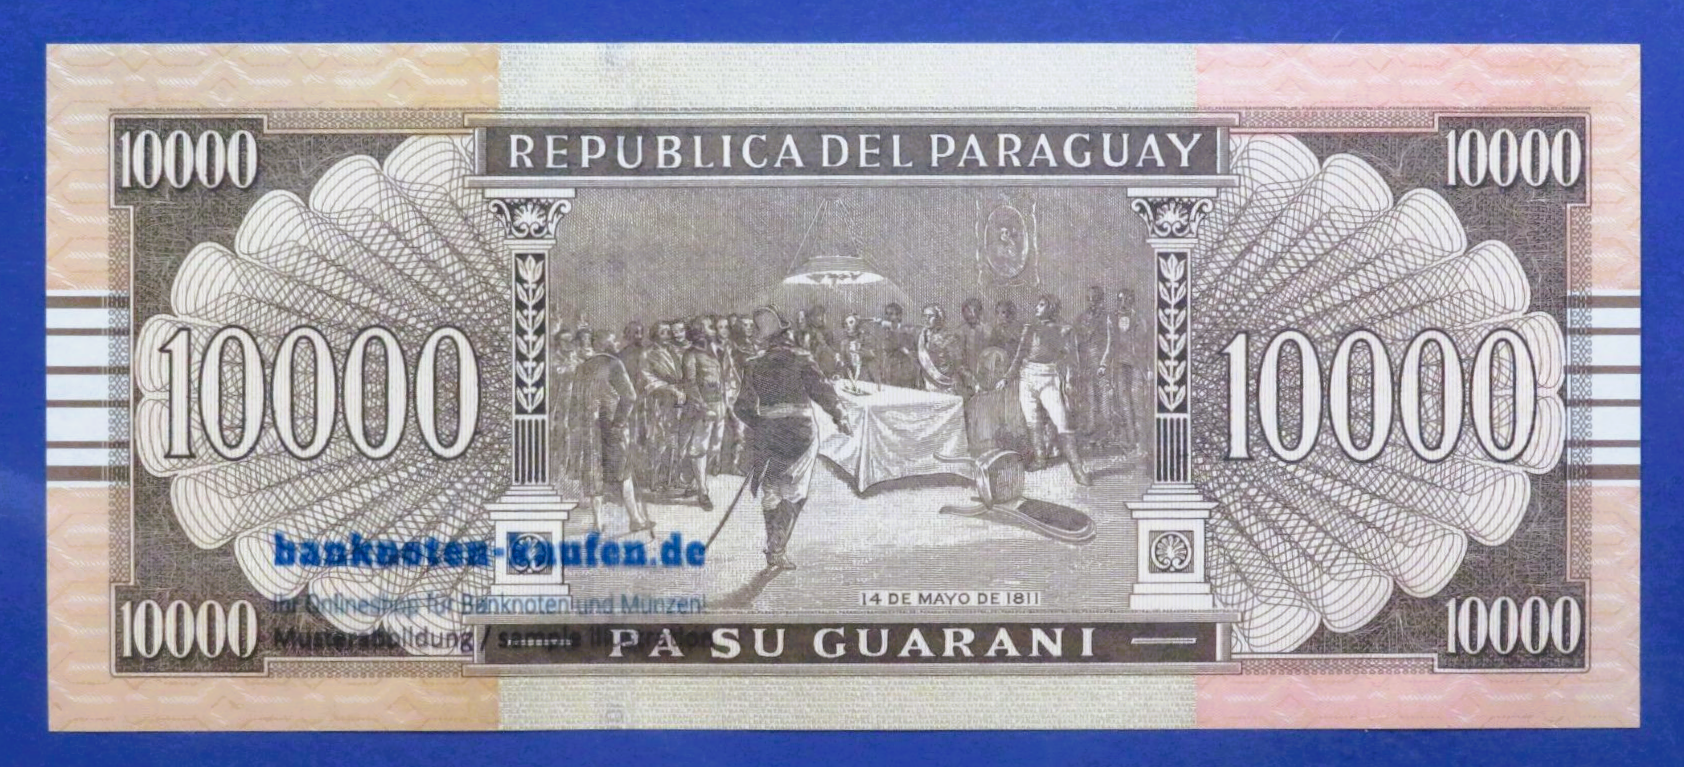 10000
REPUBLICA DEL PARAGUAY
10000
10000
10000
banknoten-kaufen.de
Ihr Onlineshop für Banknoten und Münzen!
14 DE MAYO DE 1811
10000
Musterabbildung / sample illustration
PA SU GUARANI
10000